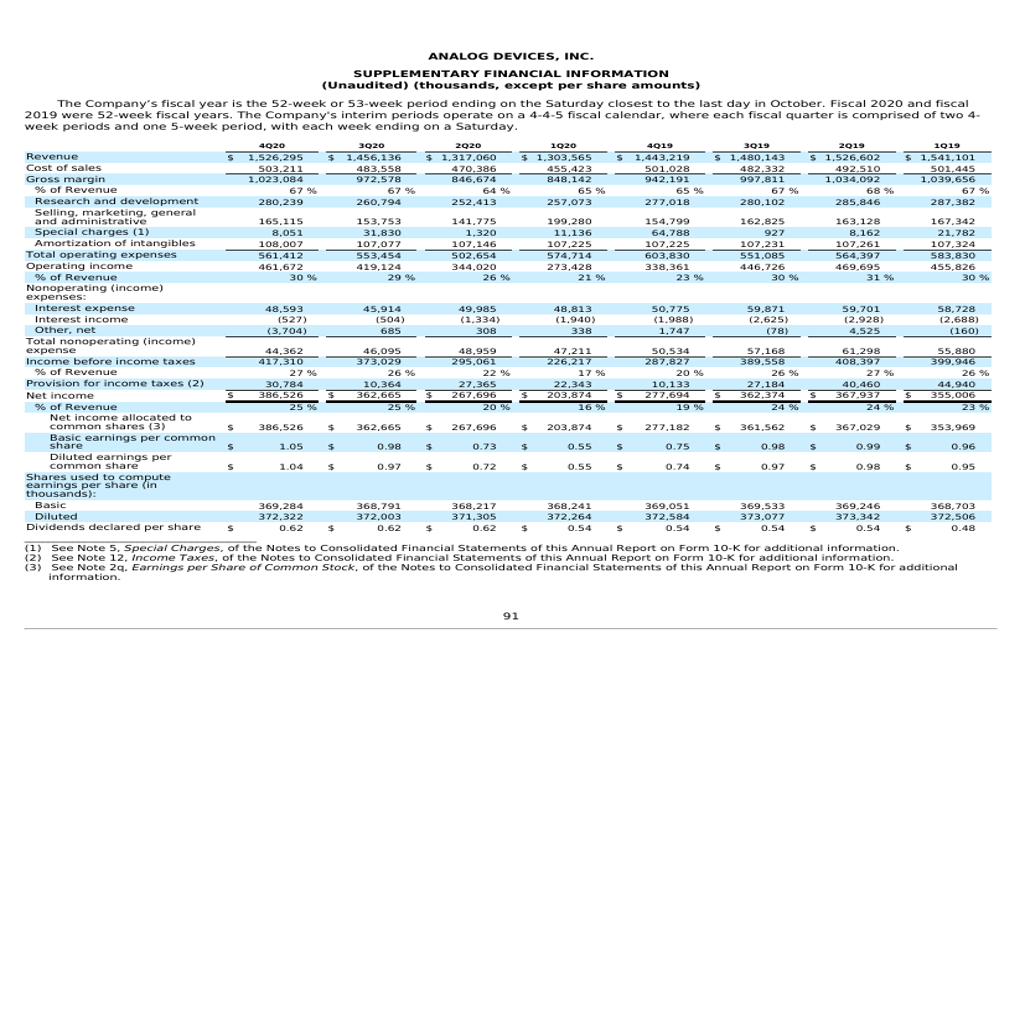 ANALOG DEVICES, INC.
SUPPLEMENTARY FINANCIAL INFORMATION
(Unaudited) (thousands, except per share amounts)
The Company's fiscal year is the 52-week or 53-week period ending on the Saturday closest to the last day in October. Fiscal 2020 and fiscal
2019 were 52-week fiscal years. The Company's interim periods operate on a 4-4-5 fiscal calendar, where each fiscal quarter is comprised of two 4-
week periods and one 5-week period, with each week ending on a Saturday.
4Q20 3Q20 2Q20 1Q20 4Q19 3Q19 2Q19 1Q19
Revenue $ 1,526,295 $ 1,456,136 $ 1,317,060 $ 1,303,565 $ 1,443,219 $ 1,480,143 $ 1,526,602 $ 1,541,101
Cost of sales 503,211 483,558 470,386 455,423 501,028 482,332 492,510 501,445
Gross margin 1,023,084 972,578 846,674 848,142 942,191 997,811 1,034,092 1,039,656
% of Revenue 67 % 67 % 64 % 65 % 65 % 67 % 68 % 67 %
Research and development 280,239 260,794 252,413 257,073 277,018 280,102 285,846 287,382
Selling, marketing, general
and administrative 165,115 153,753 141,775 199,280 154,799 162,825 163,128 167,342
Special charges (1) 8,051 31,830 1,320 11,136 64,788 927 8,162 21,782
Amortization of intangibles 108,007 107,077 107,146 107,225 107,225 107,231 107,261 107,324
Total operating expenses 561,412 553,454 502,654 574,714 603,830 551,085 564,397 583,830
Operating income 461,672 419,124 344,020 273,428 338,361 446,726 469,695 455,826
% of Revenue 30 % 29 % 26 % 21 % 23 % 30 % 31 % 30 %
Nonoperating (income)
expenses:
Interest expense 48,593 45,914 49,985 48,813 50,775 59,871 59,701 58,728
Interest income (527) (504) (1,334) (1,940) (1,988) (2,625) (2,928) (2,688)
Other, net (3,704) 685 308 338 1,747 (78) 4,525 (160)
Total nonoperating (income)
expense 44,362 46,095 48,959 47,211 50,534 57,168 61,298 55,880
Income before income taxes 417,310 373,029 295,061 226,217 287,827 389,558 408,397 399,946
% of Revenue 27 % 26 % 22 % 17 % 20 % 26 % 27 % 26 %
Provision for income taxes (2) 30,784 10,364 27,365 22,343 10,133 27,184 40,460 44,940
Net income $ 386,526 $ 362,665 $ 267,696 $ 203,874 $ 277,694 $ 362,374 $ 367,937 $ 355,006
% of Revenue 25 % 25 % 20 % 16 % 19 % 24 % 24 % 23 %
Net income allocated to
common shares (3) $ 386,526 $ 362,665 $ 267,696 $ 203,874 $ 277,182 $ 361,562 $ 367,029 $ 353,969
Basic earnings per common
share $ 1.05 $ 0.98 $ 0.73 $ 0.55 $ 0.75 $ 0.98 $ 0.99 $ 0.96
Diluted earnings per
common share $ 1.04 $ 0.97 $ 0.72 $ 0.55 $ 0.74 $ 0.97 $ 0.98 $ 0.95
Shares used to compute
earnings per share (in
thousands):
Basic 369,284 368,791 368,217 368,241 369,051 369,533 369,246 368,703
Diluted 372,322 372,003 371,305 372,264 372,584 373,077 373,342 372,506
Dividends declared per share $ 0.62 $ 0.62 $ 0.62 $ 0.54 $ 0.54 $ 0.54 $ 0.54 $ 0.48
(1) See Note 5, Special Charges, of the Notes to Consolidated Financial Statements of this Annual Report on Form 10-K for additional information.
(2) See Note 12, Income Taxes, of the Notes to Consolidated Financial Statements of this Annual Report on Form 10-K for additional information.
(3) See Note 2q, Earnings per Share of Common Stock, of the Notes to Consolidated Financial Statements of this Annual Report on Form 10-K for additional
information.
91